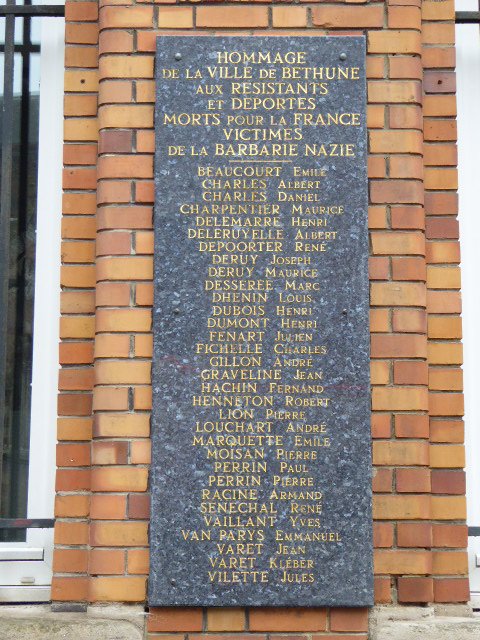 HOMMAGE
DE LA VILLE DE BETHUNE
AUX RESISTANTS
ET DEPORTES
MORTS POUR LA FRANCE
VICTIMES
DE LA BARBARIE NAZIE
BEAUCOURT EMILE
CHARLES ALBERT
CHARLES DANIEL
CHARPENTIER MAURICE
DELEMARRE HENRI
DELERUYELLE ALBERT
DEPOORTER RENÉ
DERUY JOSEPH
DERUY MAURICE
DESSEREE MARC
DHENIN LOUIS
DUBOIS HENRI
DUMONT HENRI
FENART JULIEN
FICHELLE CHARLES
GILLON ANDRÉ
GRAVELINE JEAN
HACHIN FERNAND
HENNETON ROBERT
LION PIERRE
LOUCHART ANDRÉ
MARQUETTE EMILE
MOISAN PIERRE
PERRIN PAUL
PERRIN PIERRE
RACINE ARMAND
SENECHAL RENÉ
VAILLANT YVES
VAN PARYS EMMANUEL
VARET JEAN
VARET KLÉBER
VILETTE JULES